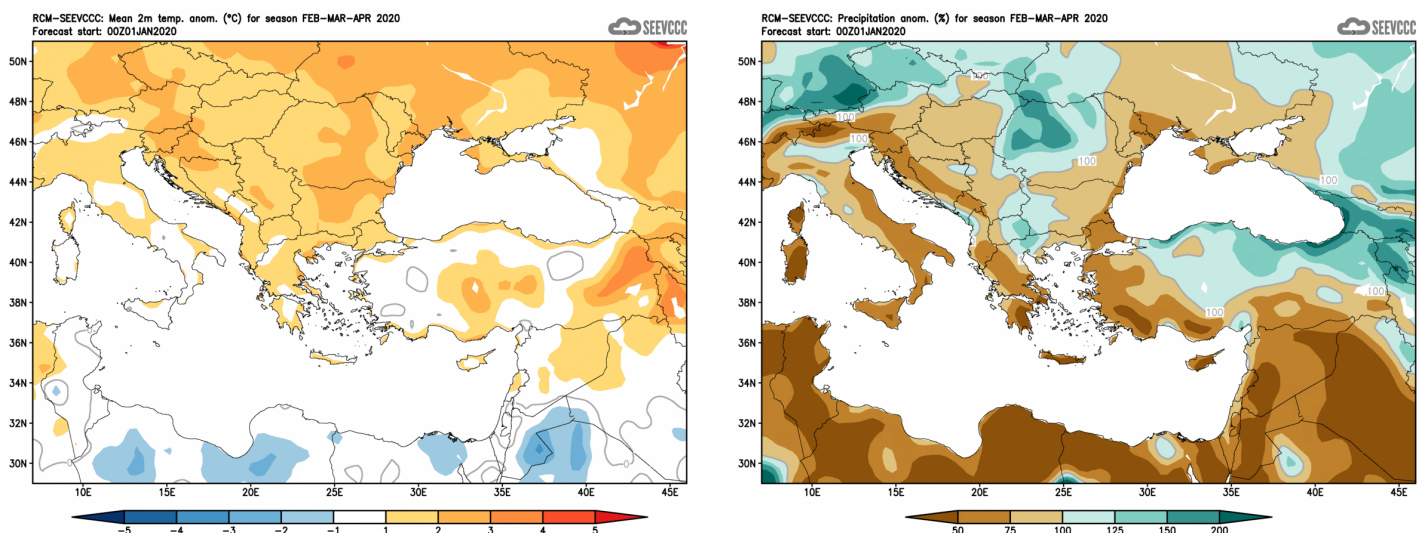 RCM-SEEVCCC: Mean 2m temp. anom. (°C) for season FEB-MAR-APR 2020
Forecast start: 00Z01JAN2020
SEEVCCC
50N
48N
46N
44N
42N
40N
38N
36N
34N
32N
30N
0
0
10E 15E 20E 25E 30E 35E 40E 45E
-5 -4 -3 -2 -1 1 2 3 4 5
RCM-SEEVCCC: Precipitation anom. (%) for season FEB-MAR-APR 2020
Forecast start: 00Z01JAN2020
SEEVCCC
50N
100
48N
100
46N
100
100
44N
100
42N
40N
38N
100
100
36N
34N
32N
30N
10E 15E 20E 25E 30E 35E 40E 45E
50 75 100 125 150 200